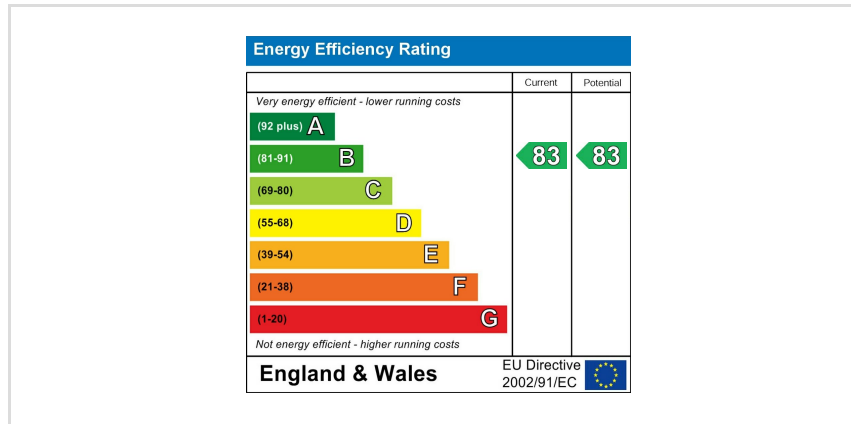 Energy Efficiency Rating
Current Potential
Very energy efficient - lower running costs
(92 plus) A
(81-91) B 83 83
(69-80) C
(55-68) D
(39-54) E
(21-38) F
(1-20) G
Not energy efficient - higher running costs
England & Wales
EU Directive
2002/91/EC